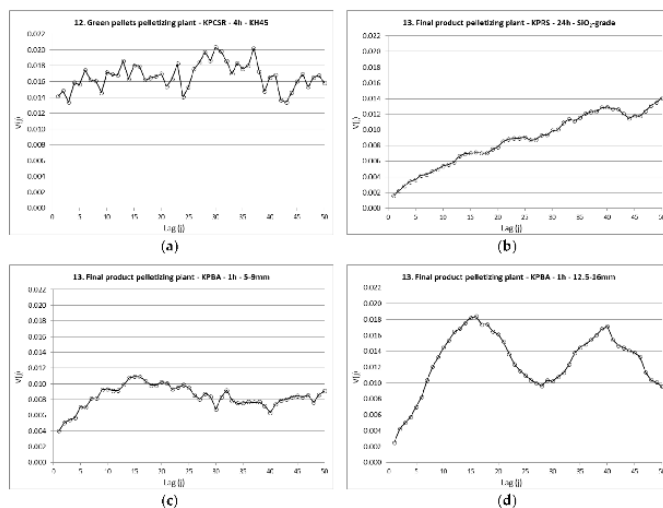 12. Green pellets pelletizing plant - KPCSR - 4h - KH45
V(j)
0.022
0.020
0.018
0.016
0.014
0.012
0.010
0.008
0.006
0.004
0.002
0.000
0 5 10 15 20 25 30 35 40 45 50
Lag (j)
(a)
13. Final product pelletizing plant - KPRS - 24h - SiO₂-grade
V(j)
0.022
0.020
0.018
0.016
0.014
0.012
0.010
0.008
0.006
0.004
0.002
0.000
0 5 10 15 20 25 30 35 40 45 50
Lag (j)
(b)
13. Final product pelletizing plant - KPBA - 1h - 5-9mm
V(j)
0.022
0.020
0.018
0.016
0.014
0.012
0.010
0.008
0.006
0.004
0.002
0.000
0 5 10 15 20 25 30 35 40 45 50
Lag (j)
(c)
13. Final product pelletizing plant - KPBA - 1h - 12.5-16mm
V(j)
0.022
0.020
0.018
0.016
0.014
0.012
0.010
0.008
0.006
0.004
0.002
0.000
0 5 10 15 20 25 30 35 40 45 50
Lag (j)
(d)